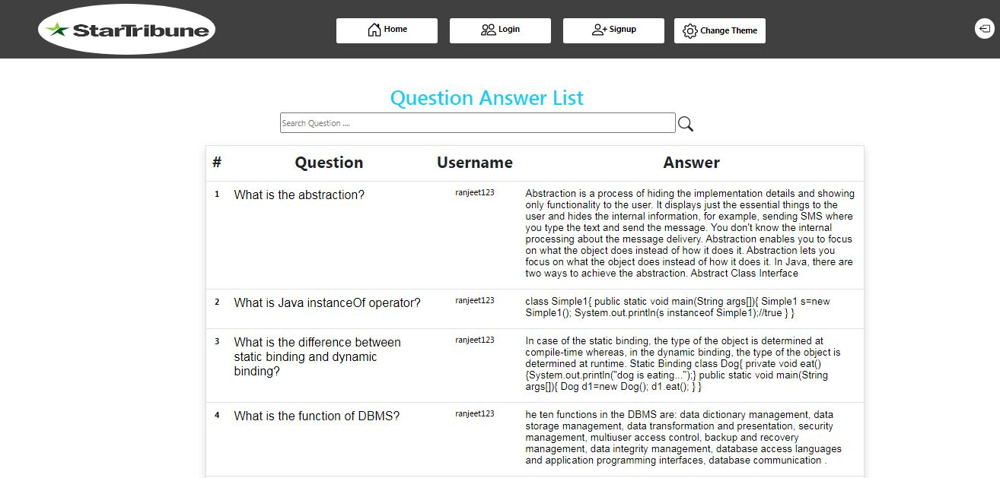 StarTribune
Home
Login
Signup
Change Theme
Question Answer List
Search Question ....
# Question Username Answer
1 What is the abstraction? ranjeet123 Abstraction is a process of hiding the implementation details and showing
only functionality to the user. It displays just the essential things to the
user and hides the internal information, for example, sending SMS where
you type the text and send the message. You don't know the internal
processing about the message delivery. Abstraction enables you to focus
on what the object does instead of how it does it. Abstraction lets you
focus on what the object does instead of how it does it. In Java, there are
two ways to achieve the abstraction. Abstract Class Interface
2 What is Java instanceOf operator? ranjeet123 class Simple1{ public static void main(String args[]){ Simple1 s=new
Simple1(); System.out.println(s instanceof Simple1);//true } }
3 What is the difference between
static binding and dynamic
binding?
ranjeet123
In case of the static binding, the type of the object is determined at
compile-time whereas, in the dynamic binding, the type of the object is
determined at runtime. Static Binding class Dog{ private void eat()
{System.out.println("dog is eating...");} public static void main(String
args[]){ Dog d1=new Dog(); d1.eat(); } }
4 What is the function of DBMS? ranjeet123 he ten functions in the DBMS are: data dictionary management, data
storage management, data transformation and presentation, security
management, multiuser access control, backup and recovery
management, data integrity management, database access languages
and application programming interfaces, database communication .